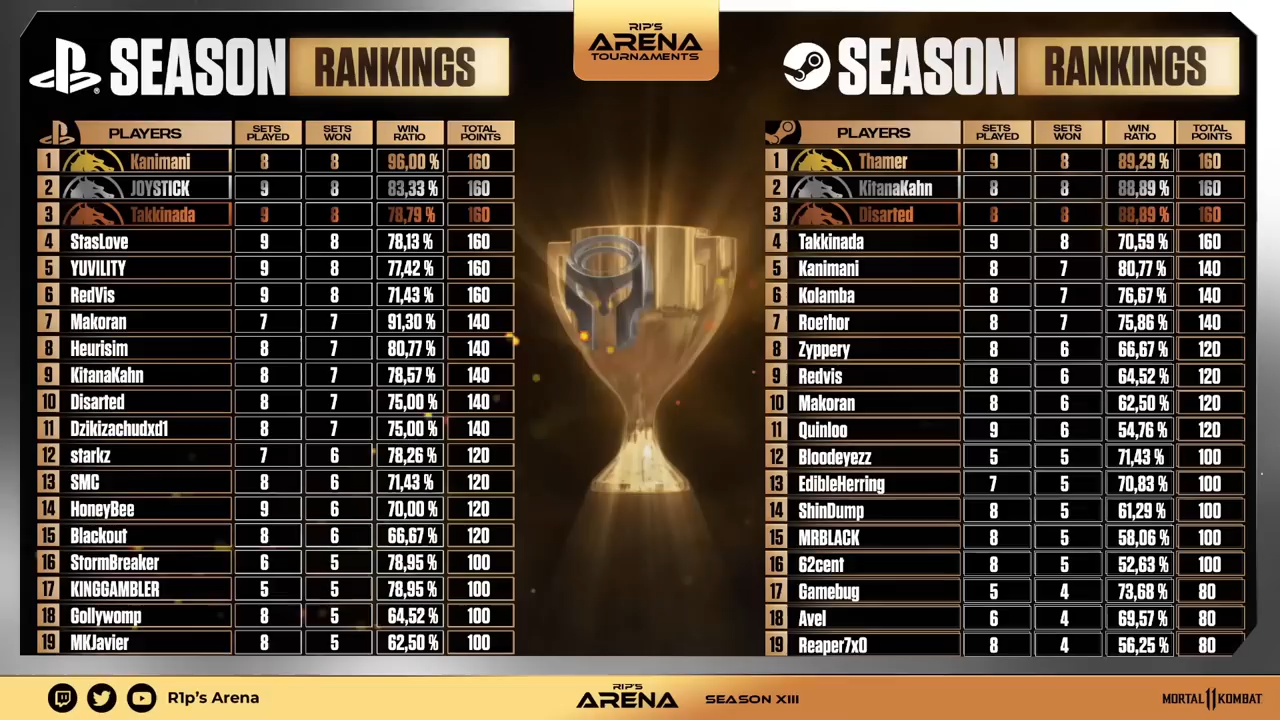 R1P'S
ARENA
TOURNAMENTS
SEASON RANKINGS
PLAYERS SETS PLAYED SETS WON WIN RATIO TOTAL POINTS
1 Kanimani 8 8 96,00 % 160
2 JOYSTICK 9 8 83,33 % 160
3 Takkinada 9 8 78,79 % 160
4 StasLove 9 8 78,13 % 160
5 YUVILITY 9 8 77,42 % 160
6 RedVis 9 8 71,43 % 160
7 Makoran 7 7 91,30 % 140
8 Heurisim 8 7 80,77 % 140
9 KitanaKahn 8 7 78,57 % 140
10 Disarted 8 7 75,00 % 140
11 Dzikizachudxd1 8 7 75,00 % 140
12 starkz 7 6 78,26 % 120
13 SMC 8 6 71,43 % 120
14 HoneyBee 9 6 70,00 % 120
15 Blackout 8 6 66,67 % 120
16 StormBreaker 6 5 78,95 % 100
17 KINGGAMBLER 5 5 78,95 % 100
18 Gollywomp 8 5 64,52 % 100
19 MKJavier 8 5 62,50 % 100
SEASON RANKINGS
PLAYERS SETS PLAYED SETS WON WIN RATIO TOTAL POINTS
1 Thamer 9 8 89,29 % 160
2 KitanaKahn 8 8 88,89 % 160
3 Disarted 8 8 88,89 % 160
4 Takkinada 9 8 70,59 % 160
5 Kanimani 8 7 80,77 % 140
6 Kolamba 8 7 76,67 % 140
7 Roethor 8 7 75,86 % 140
8 Zyppery 8 6 66,67 % 120
9 Redvis 8 6 64,52 % 120
10 Makoran 8 6 62,50 % 120
11 Quinloo 9 6 54,76 % 120
12 Bloodeyezz 5 5 71,43 % 100
13 EdibleHerring 7 5 70,83 % 100
14 ShinDump 8 5 61,29 % 100
15 MRBLACK 8 5 58,06 % 100
16 62cent 8 5 52,63 % 100
17 Gamebug 5 4 73,68 % 80
18 Avel 6 4 69,57 % 80
19 Reaper7x0 8 4 56,25 % 80
R1p's Arena
R1P'S
ARENA
SEASON XIII
MORTAL KOMBAT 11